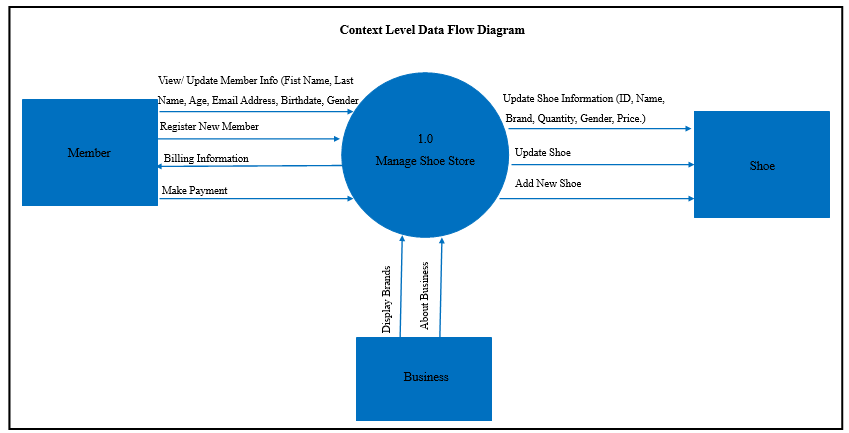 Context Level Data Flow Diagram
View/ Update Member Info (Fist Name, Last
Name, Age, Email Address, Birthdate, Gender
Register New Member
Billing Information
Make Payment
Member
1.0
Manage Shoe Store
Update Shoe Information (ID, Name,
Brand, Quantity, Gender, Price.)
Update Shoe
Add New Shoe
Shoe
Display Brands
About Business
Business